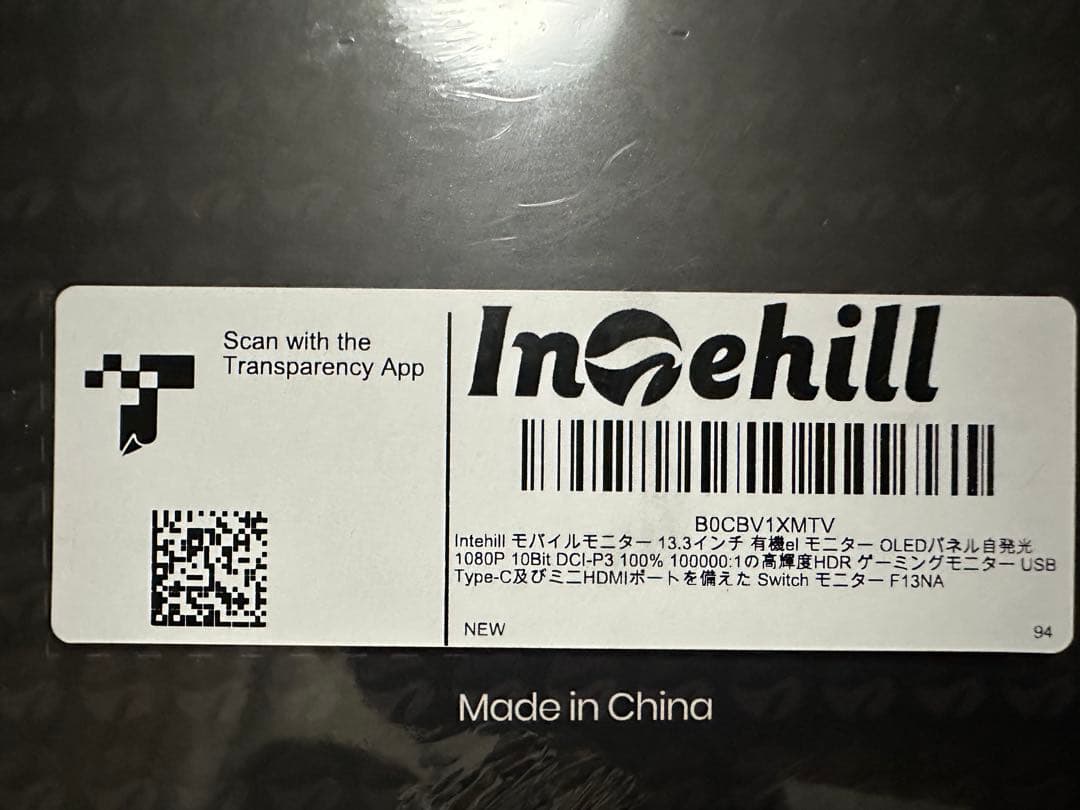 Scan with the
Transparency App
Intehill
B0CBV1XMTV
Intehill モバイルモニター 13.3インチ 有機el モニター OLEDパネル自発光
1080P 10Bit DCI-P3 100% 100000:1の高輝度HDR ゲーミングモニター USB
Type-C及びミニHDMIポートを備えた Switch モニター F13NA
NEW
94
Made in China